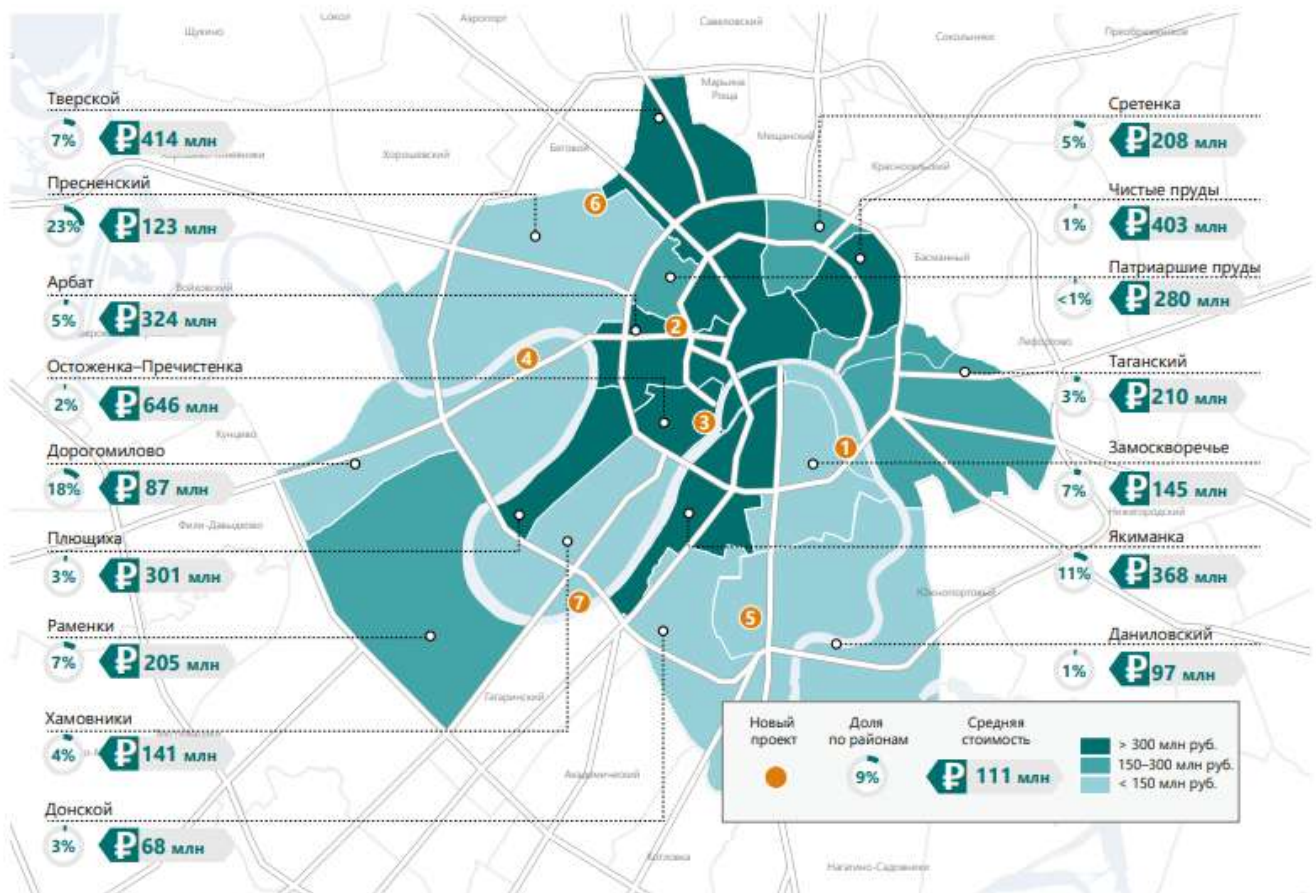 Сокол
Аэропорт
Савеловский
Щукино
Сокольники
Преображенское
Марьина
Роща
Мещанский
Беговой
Хорошевский
Красносельский
Басманный
Лефортово
Войковский
Кунцево
Фили-Давыдково
Нижегородский
Южнопортовый
Гагаринский
Академический
Котловка
Нагатино-Садовники
Тверской
7%
₽ 414 млн
Пресненский
23%
₽ 123 млн
Арбат
5%
₽ 324 млн
Остоженка–Пречистенка
2%
₽ 646 млн
Дорогомилово
18%
₽ 87 млн
Плющиха
3%
₽ 301 млн
Раменки
7%
₽ 205 млн
Хамовники
4%
₽ 141 млн
Донской
3%
₽ 68 млн
Сретенка
5%
₽ 208 млн
Чистые пруды
1%
₽ 403 млн
Патриаршие пруды
<1%
₽ 280 млн
Таганский
3%
₽ 210 млн
Замоскворечье
7%
₽ 145 млн
Якиманка
11%
₽ 368 млн
Даниловский
1%
₽ 97 млн
6
2
4
3
1
7
5
Новый
проект
Доля
по районам
9%
Средняя
стоимость
₽ 111 млн
> 300 млн руб.
150–300 млн руб.
< 150 млн руб.